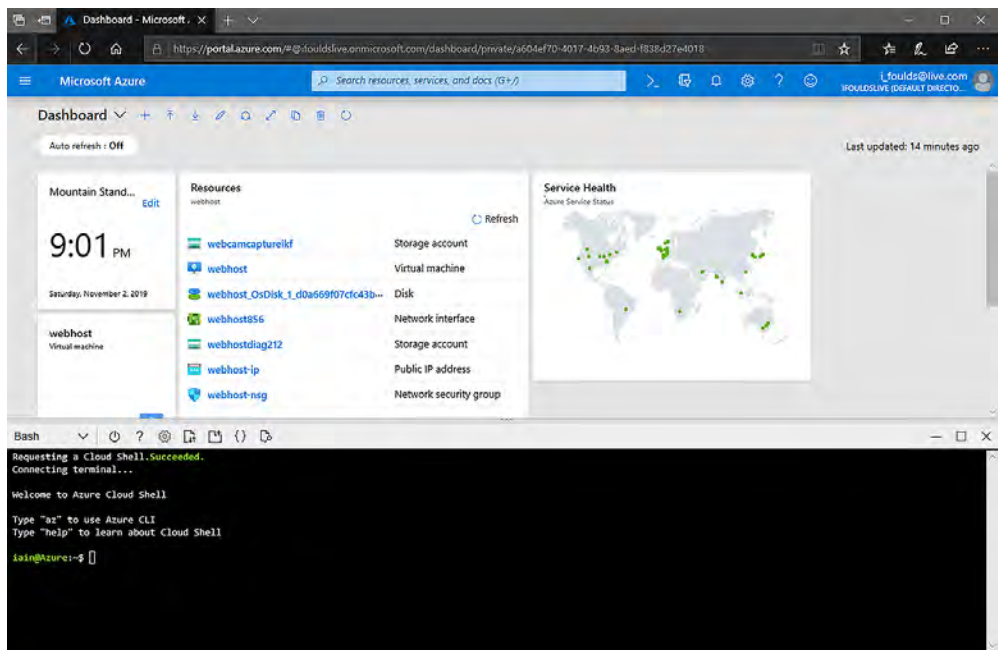 Dashboard - Microsoft.
https://portal.azure.com/#@ifouldslive.onmicrosoft.com/dashboard/private/a604ef70-4017-4b93-8aed-f838d27e4018
Microsoft Azure
Search resources, services, and docs (G+/)
i_foulds@live.com
IFOULDSLIVE (DEFAULT DIRECTO...
Dashboard
Auto refresh : Off
Last updated: 14 minutes ago
Mountain Stand...
Edit
9:01 PM
Saturday, November 2, 2019
webhost
Virtual machine
Resources
webhost
Refresh
webcamcaptureikf Storage account
webhost Virtual machine
webhost_OsDisk_1_d0a669f07cfc43b... Disk
webhost856 Network interface
webhostdiag212 Storage account
webhost-ip Public IP address
webhost-nsg Network security group
Service Health
Azure Service Status
Bash
Requesting a Cloud Shell.Succeeded.
Connecting terminal...
Welcome to Azure Cloud Shell
Type "az" to use Azure CLI
Type "help" to learn about Cloud Shell
iain@Azure:~$